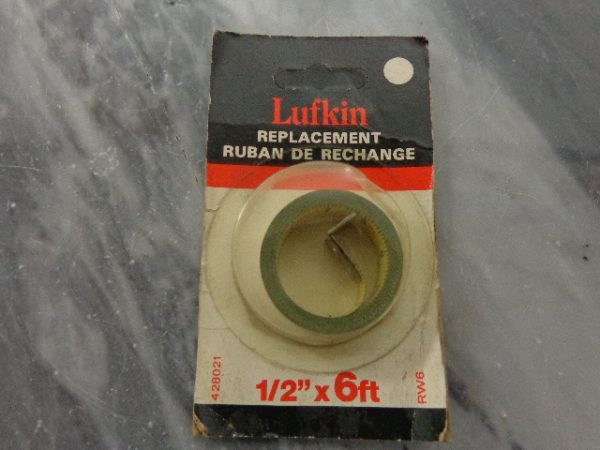 Lufkin
REPLACEMENT
RUBAN DE RECHANGE
428021
1/2” x 6ft
RW6